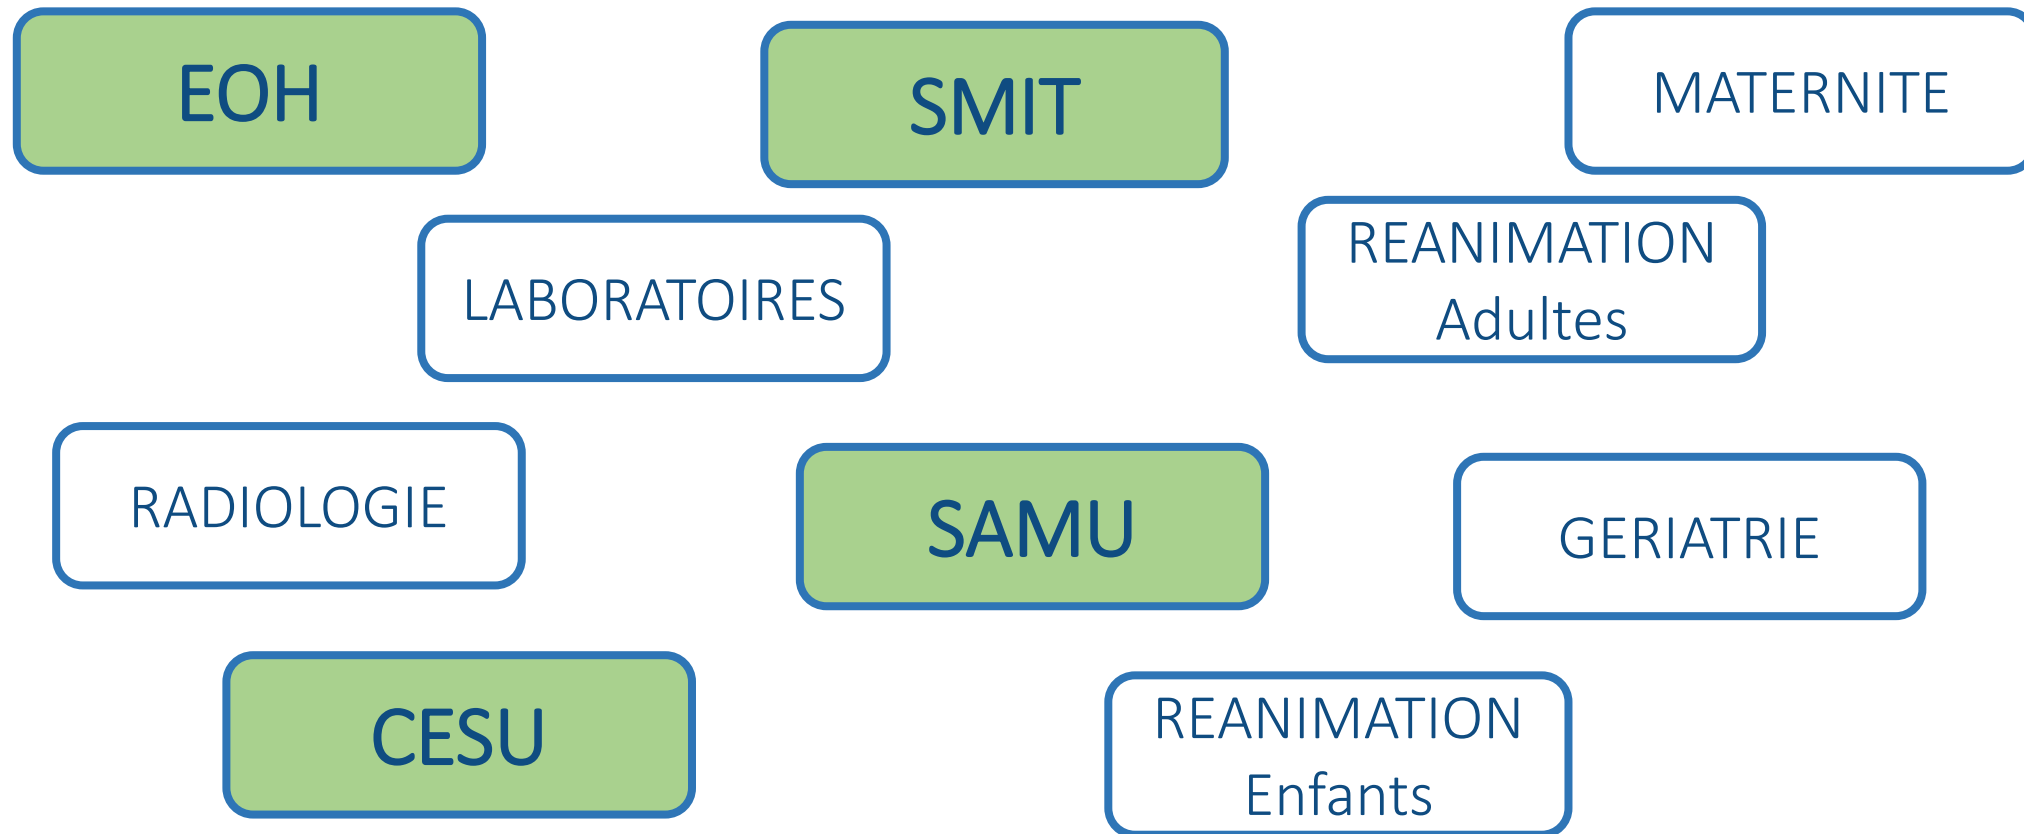 EOH
SMIT
MATERNITE
LABORATOIRES
REANIMATION
Adultes
RADIOLOGIE
SAMU
GERIATRIE
CESU
REANIMATION
Enfants